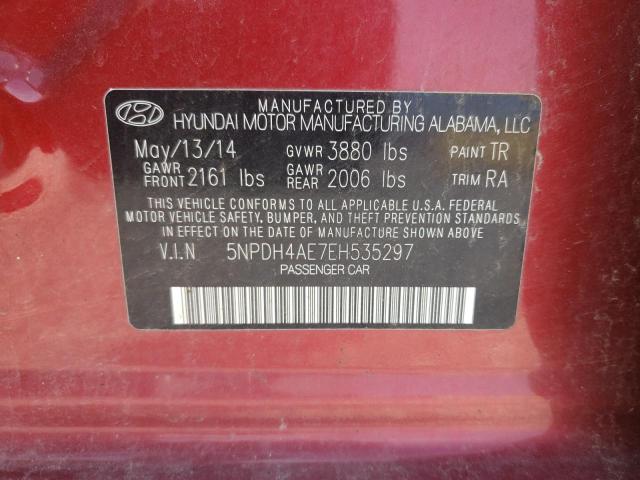 MANUFACTURED BY
HYUNDAI MOTOR MANUFACTURING ALABAMA, LLC
May/13/14 GVWR 3880 lbs PAINT TR
GAWR FRONT 2161 lbs GAWR REAR 2006 lbs TRIM RA
THIS VEHICLE CONFORMS TO ALL APPLICABLE U.S.A. FEDERAL
MOTOR VEHICLE SAFETY, BUMPER, AND THEFT PREVENTION STANDARDS
IN EFFECT ON THE DATE OF MANUFACTURE SHOWN ABOVE.
V.I.N 5NPDH4AE7EH535297
PASSENGER CAR